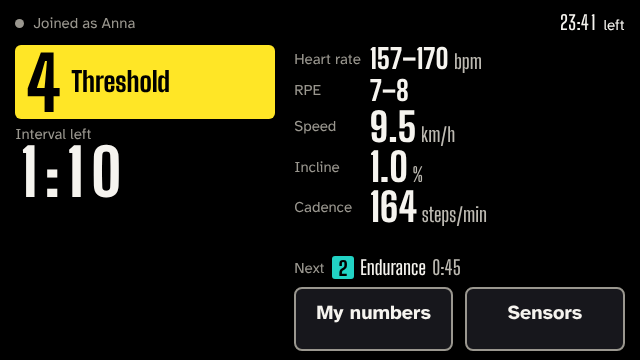 Joined as Anna
23:41 left
4 Threshold
Interval left
1:10
Heart rate 157–170 bpm
RPE 7–8
Speed 9.5 km/h
Incline 1.0 %
Cadence 164 steps/min
Next 2 Endurance 0:45
My numbers
Sensors